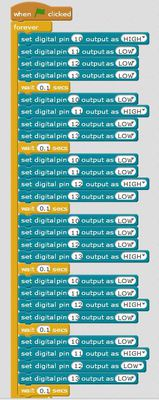 when clicked
forever
set digital pin 10 output as HIGH
set digital pin 11 output as LOW
set digital pin 12 output as LOW
set digital pin 13 output as LOW
wait 0.1 secs
set digital pin 10 output as LOW
set digital pin 11 output as HIGH
set digital pin 12 output as LOW
set digital pin 13 output as LOW
wait 0.1 secs
set digital pin 10 output as LOW
set digital pin 11 output as LOW
set digital pin 12 output as HIGH
set digital pin 13 output as LOW
wait 0.1 secs
set digital pin 10 output as LOW
set digital pin 11 output as LOW
set digital pin 12 output as LOW
set digital pin 13 output as HIGH
wait 0.1 secs
set digital pin 10 output as LOW
set digital pin 11 output as LOW
set digital pin 12 output as HIGH
set digital pin 13 output as LOW
wait 0.1 secs
set digital pin 10 output as LOW
set digital pin 11 output as HIGH
set digital pin 12 output as LOW
set digital pin 13 output as LOW
wait 0.1 secs